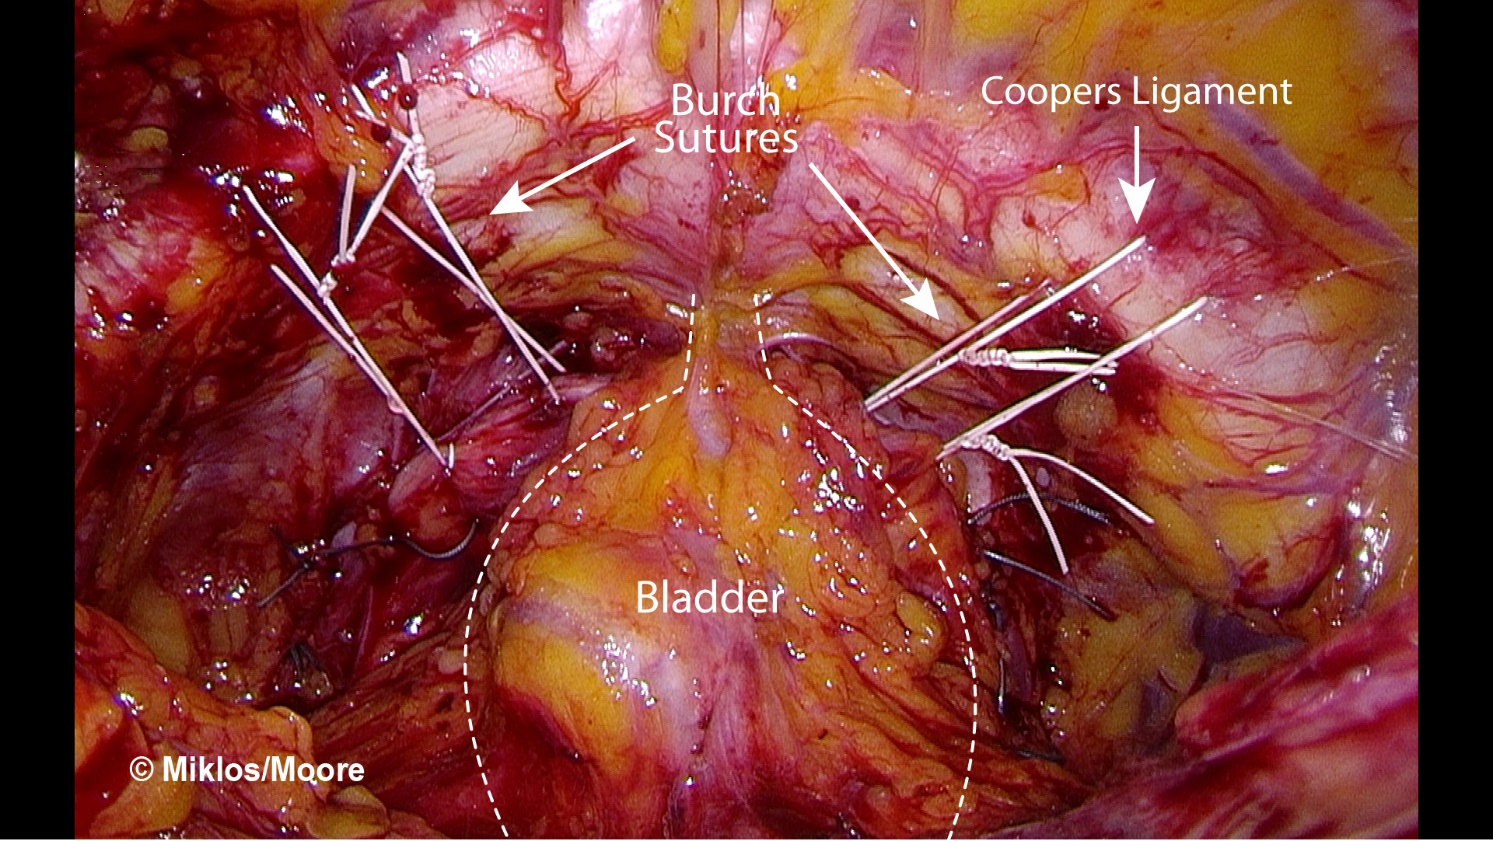 Burch
Sutures
Coopers Ligament
Bladder
© Miklos/Moore